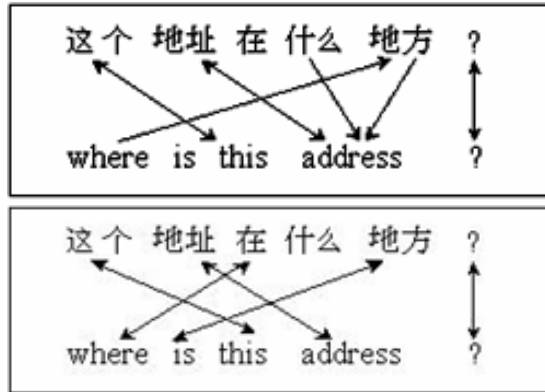 这个 地址 在 什么 地方 ?
where is this address ?
这个 地址 在 什么 地方 ?
where is this address ?